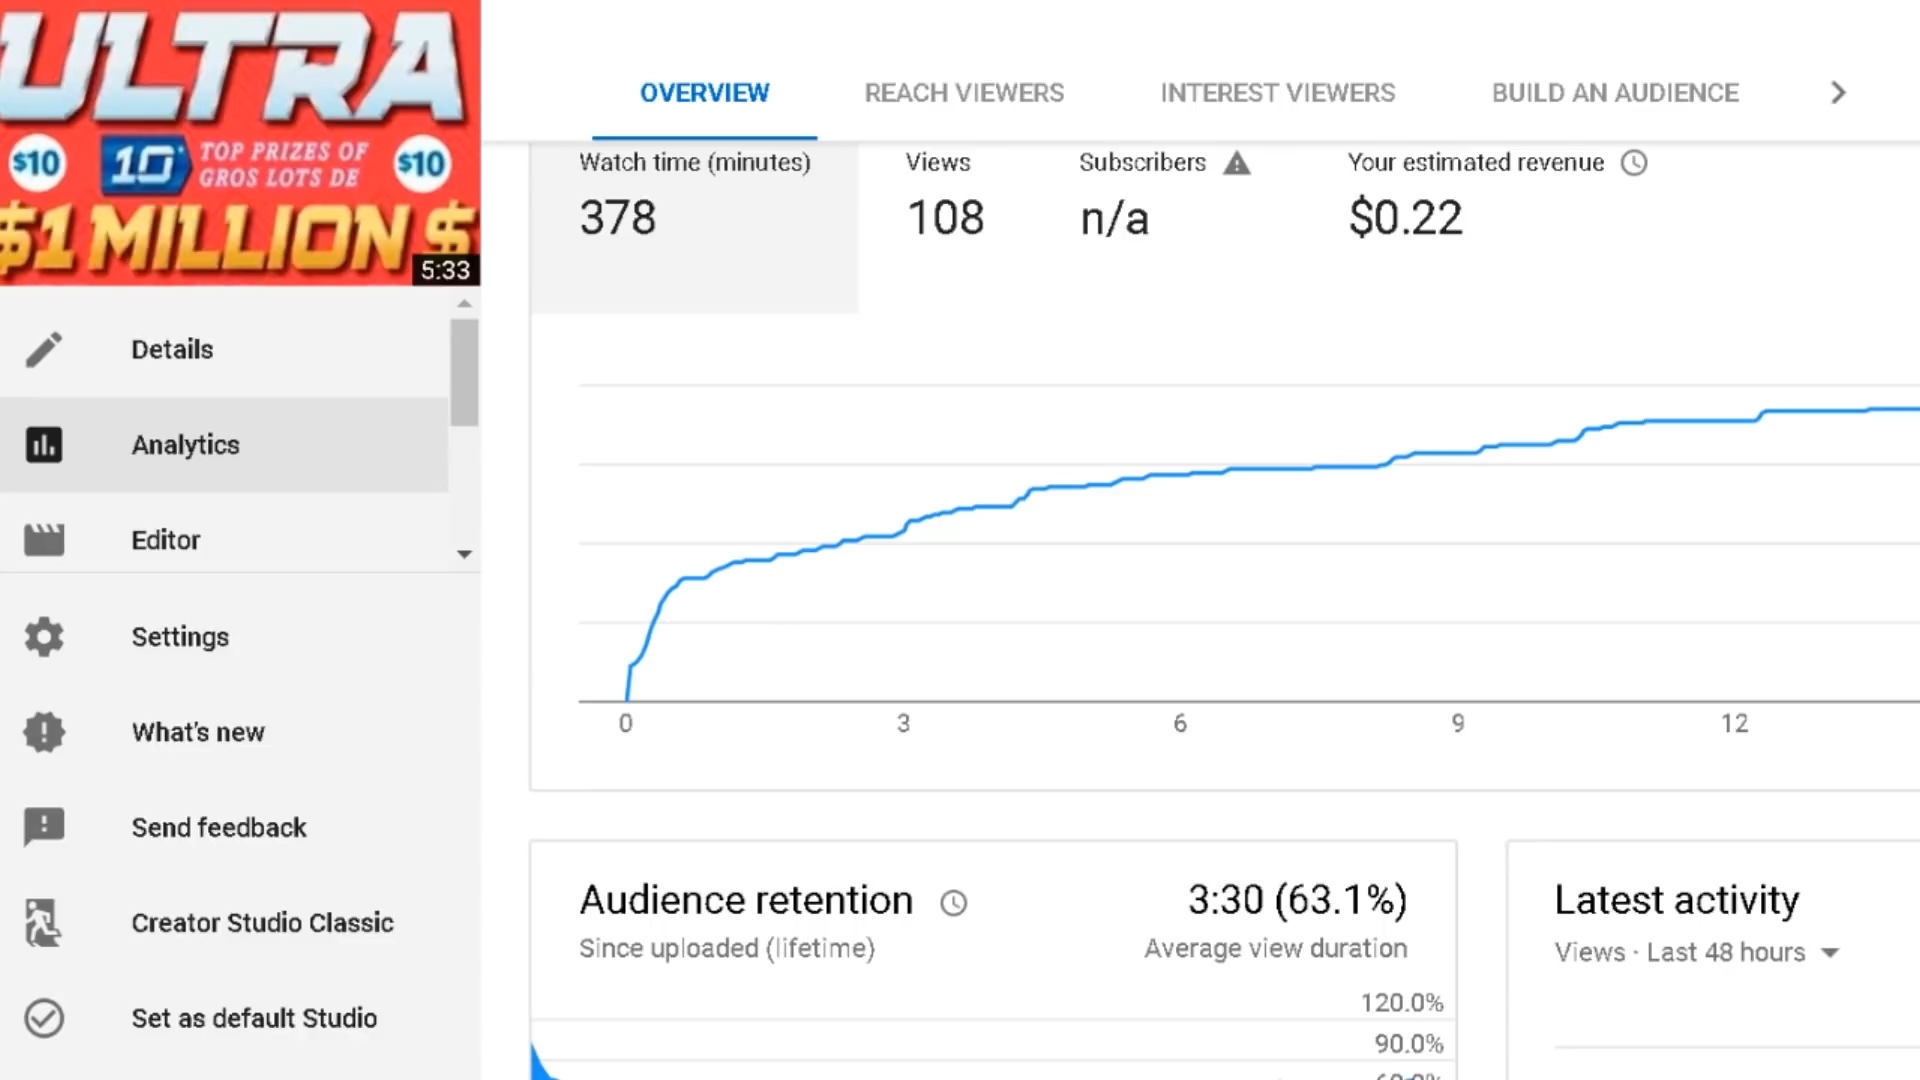 ULTRA
$10
10
TOP PRIZES OF
GROS LOTS DE
$10
$1 MILLION $
5:33
Details
Analytics
Editor
Settings
What's new
Send feedback
Creator Studio Classic
Set as default Studio
OVERVIEW
REACH VIEWERS
INTEREST VIEWERS
BUILD AN AUDIENCE
Watch time (minutes)
378
Views
108
Subscribers
n/a
Your estimated revenue
$0.22
0 3 6 9 12
Audience retention
Since uploaded (lifetime)
3:30 (63.1%)
Average view duration
120.0%
90.0%
Latest activity
Views · Last 48 hours